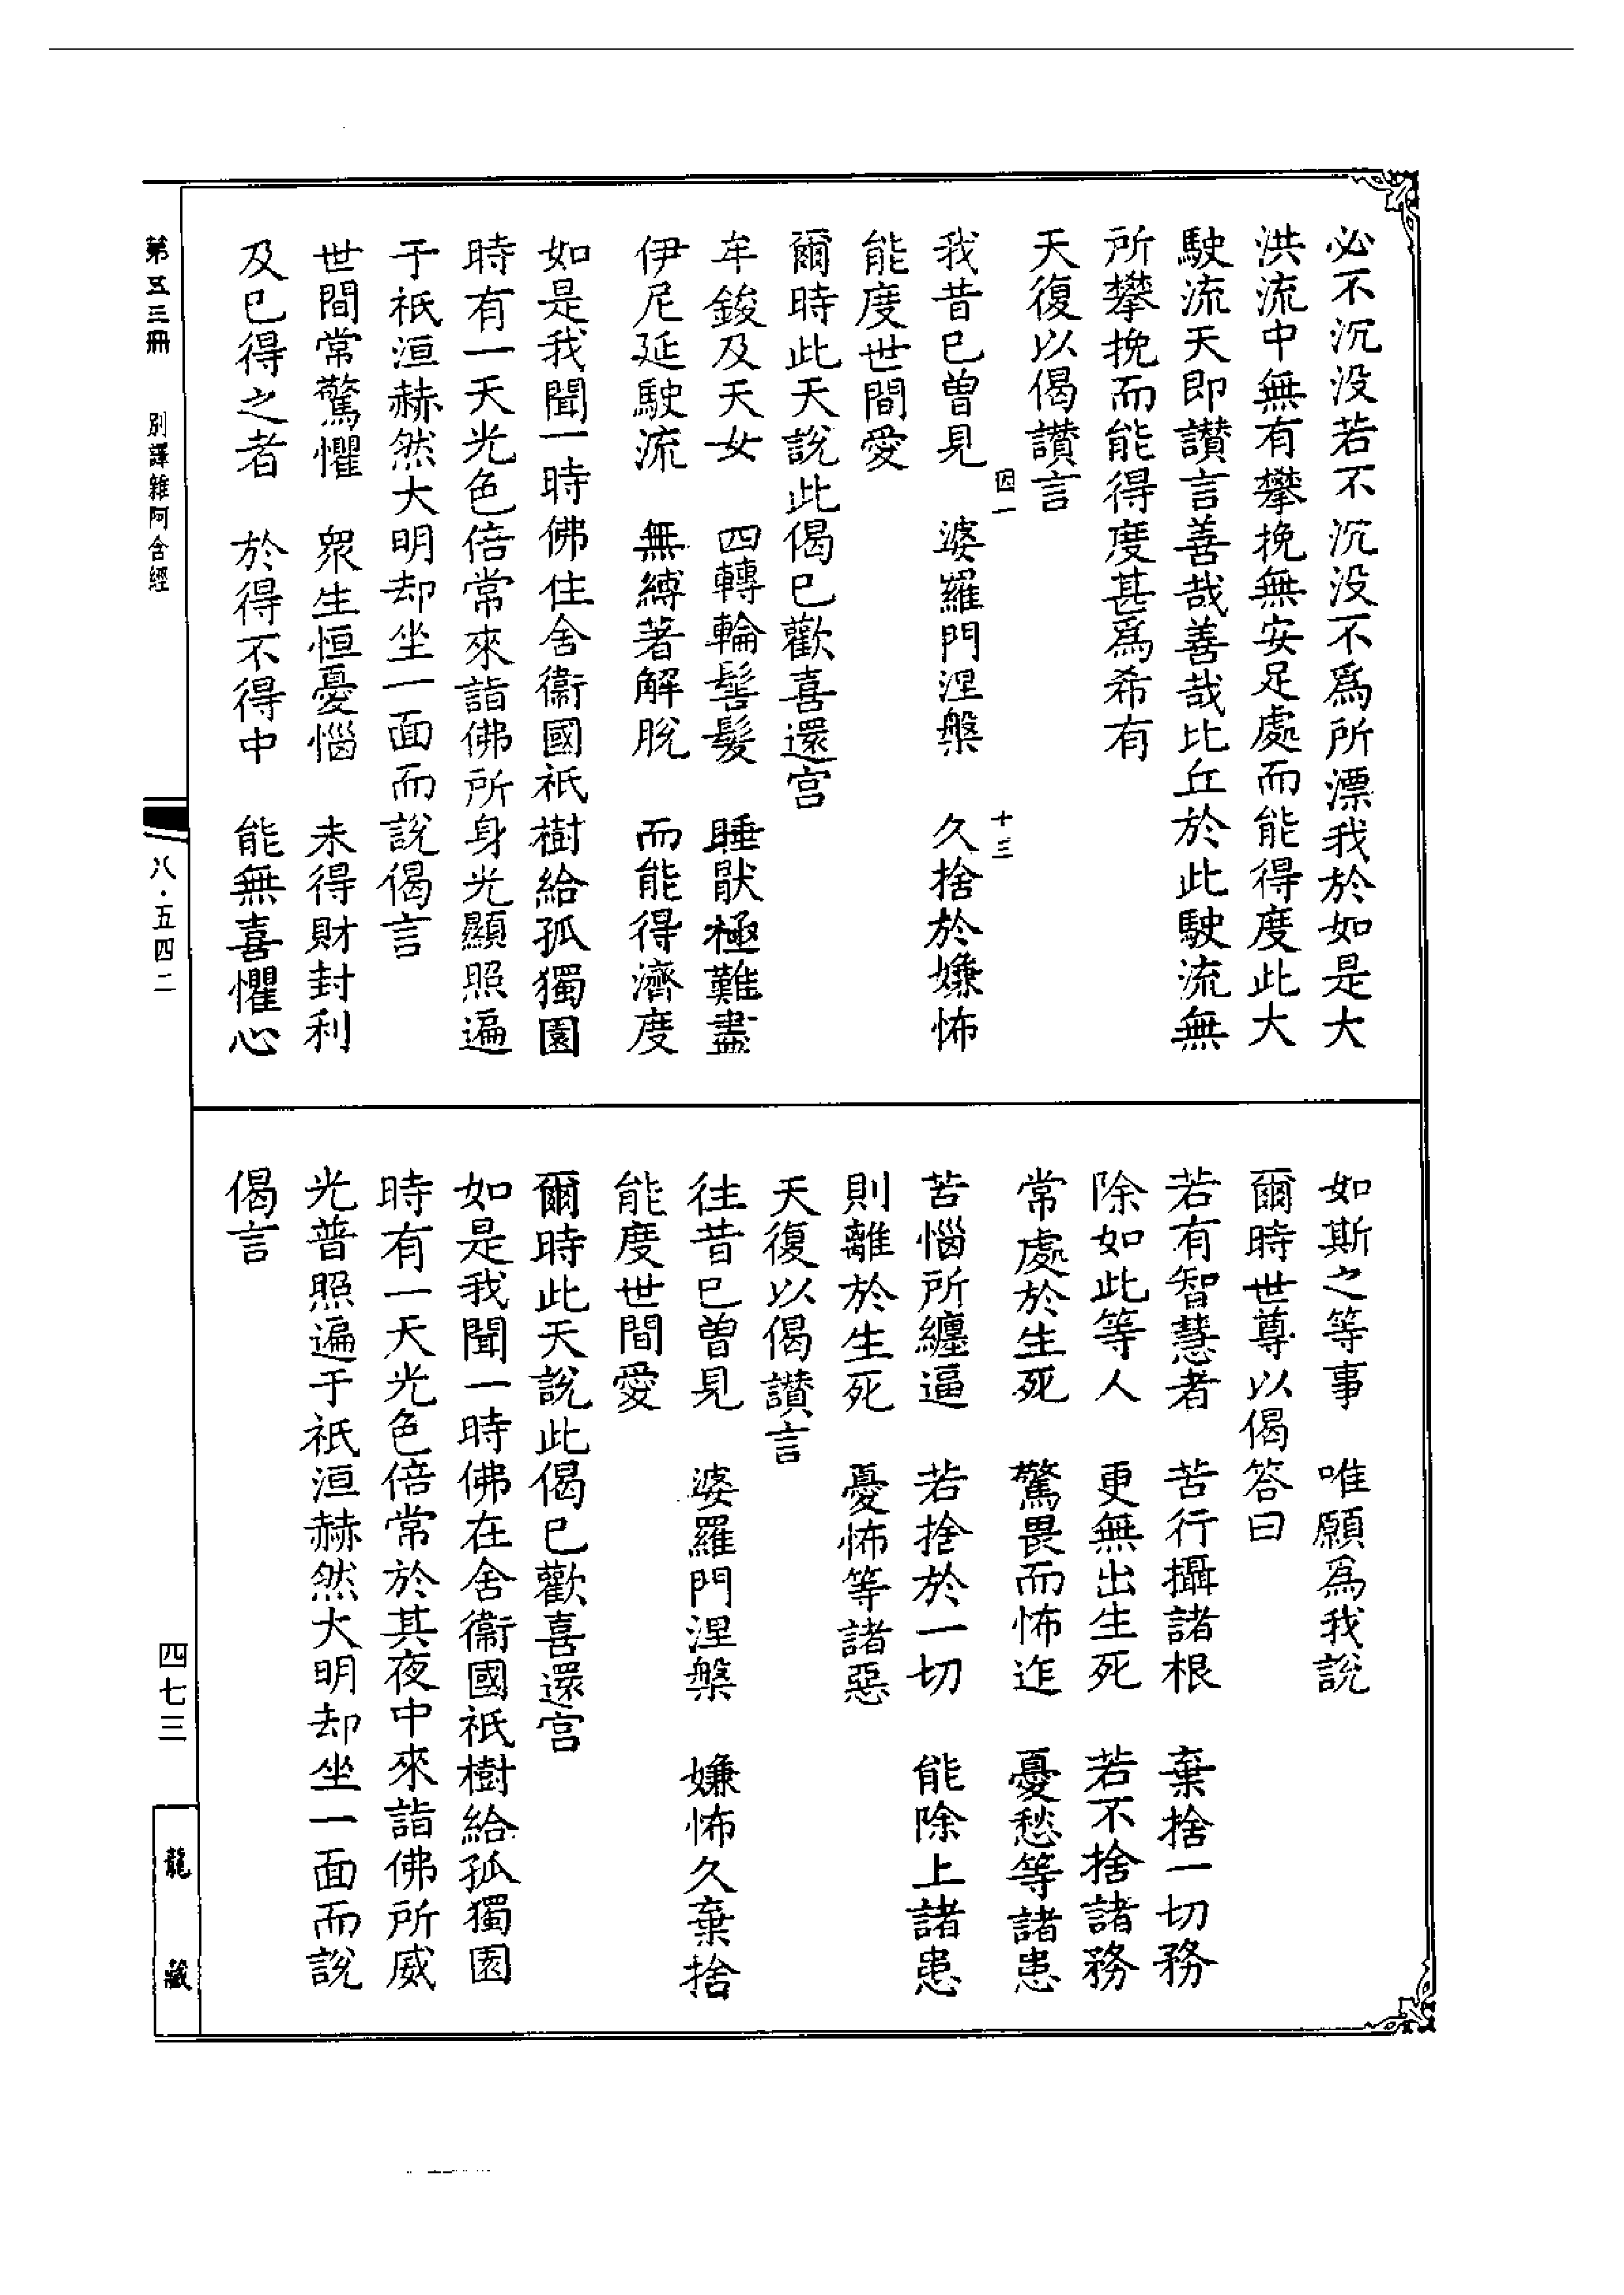 必不沉没若不沉没不爲所漂我於如是大
洪流中無有攀挽無安足處而能得度此大
駛流天即讃言善哉善哉比丘於此駛流無
所攀挽而能得度甚爲希有
天復以偈讃言
我昔已曾見　婆羅門涅槃　久捨於嫌怖
能度世間愛
爾時此天說此偈已歡喜還宮
牟鋑及天女　四轉輪髻髮　睡猒極難盡
伊尼延駛流　無縛著解脫　而能得濟度
如是我聞一時佛住舍衞國祇樹給孤獨園
時有一天光色倍常來詣佛所身光顯照遍
于祇洹赫然大明却坐一面而說偈言
世間常驚懼　衆生恒憂惱　未得財封利
及已得之者　於得不得中　能無喜懼心
如斯之等事　唯願爲我說
爾時世尊以偈答曰
若有智慧者　苦行攝諸根　棄捨一切務
除如此等人　更無出生死　若不捨諸務
常處於生死　驚畏而怖迮　憂愁等諸患
苦惱所纏逼　若捨於一切　能除上諸患
則離於生死　憂怖等諸惡
天復以偈讃言
往昔已曾見　婆羅門涅槃　嫌怖久棄捨
能度世間愛
爾時此天說此偈已歡喜還宮
如是我聞一時佛在舍衞國祇樹給孤獨園
時有一天光色倍常於其夜中來詣佛所威
光普照遍于祇洹赫然大明却坐一面而說
偈言
十三
第五三冊　別譯雜阿含經
八·五四二
四七三
龍藏